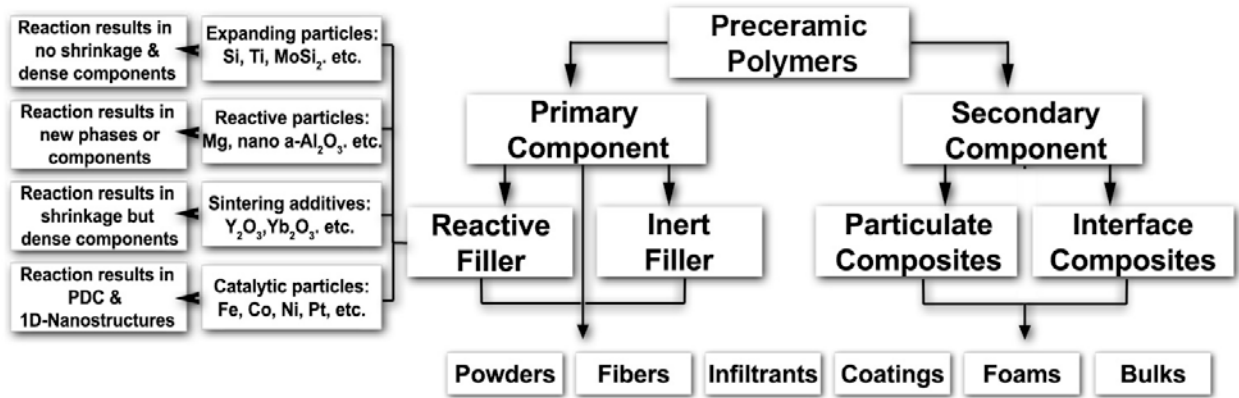 Preceramic
Polymers
Primary
Component
Secondary
Component
Reactive
Filler
Inert
Filler
Particulate
Composites
Interface
Composites
Expanding particles:
Si, Ti, MoSi₂. etc.
Reaction results in
no shrinkage &
dense components
Reactive particles:
Mg, nano a-Al₂O₃. etc.
Reaction results in
new phases or
components
Sintering additives:
Y₂O₃,Yb₂O₃. etc.
Reaction results in
shrinkage but
dense components
Catalytic particles:
Fe, Co, Ni, Pt, etc.
Reaction results in
PDC &
1D-Nanostructures
Powders
Fibers
Infiltrants
Coatings
Foams
Bulks